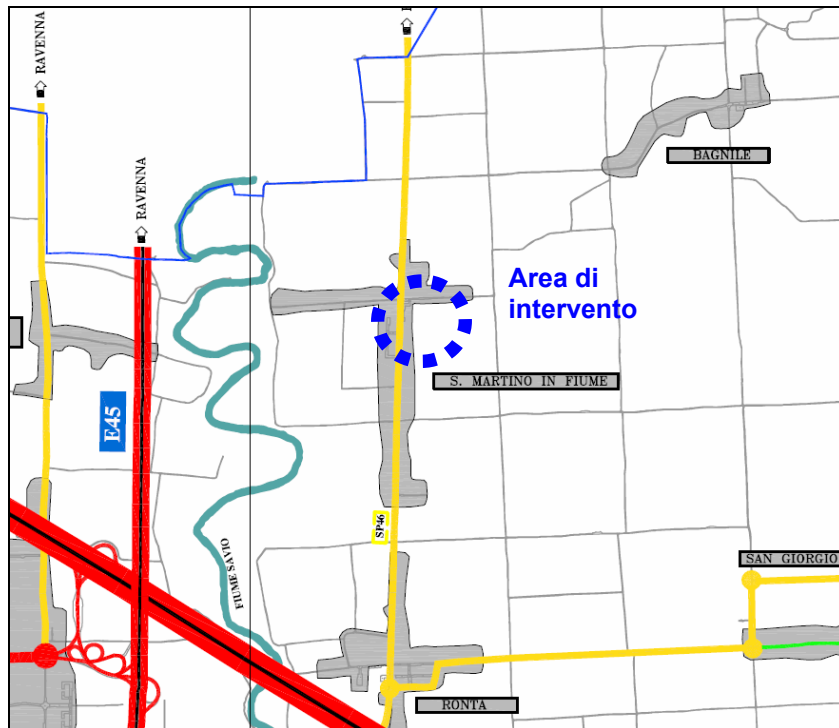 RAVENNA
RAVENNA
BAGNILE
Area di
intervento
S. MARTINO IN FIUME
E45
SP46
FIUME SAVIO
SAN GIORGIO
RONTA